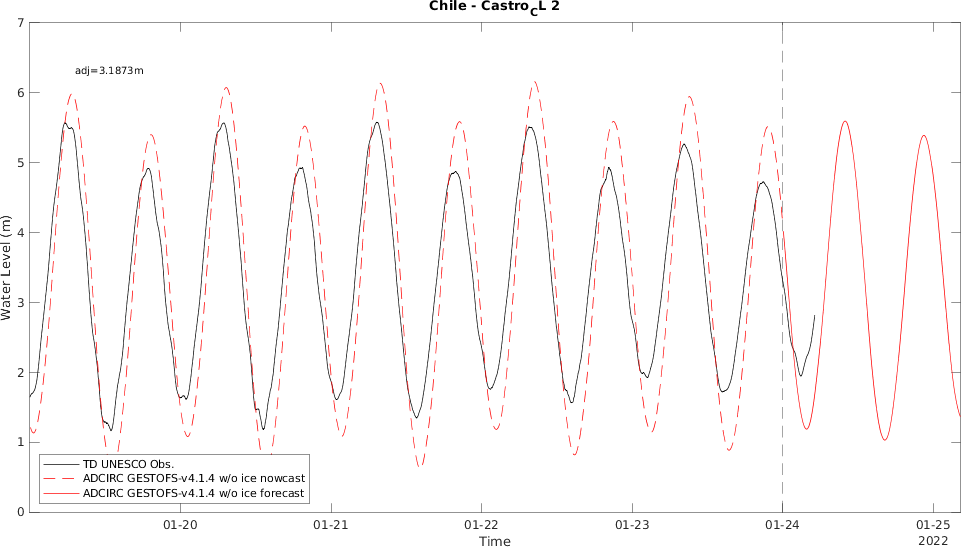 Chile - Castro_CL 2
7
adj=3.1873m
6
5
4
3
2
1
0
Water Level (m)
TD UNESCO Obs.
ADCIRC GESTOFS-v4.1.4 w/o ice nowcast
ADCIRC GESTOFS-v4.1.4 w/o ice forecast
01-20 01-21 01-22 01-23 01-24 01-25
Time
2022